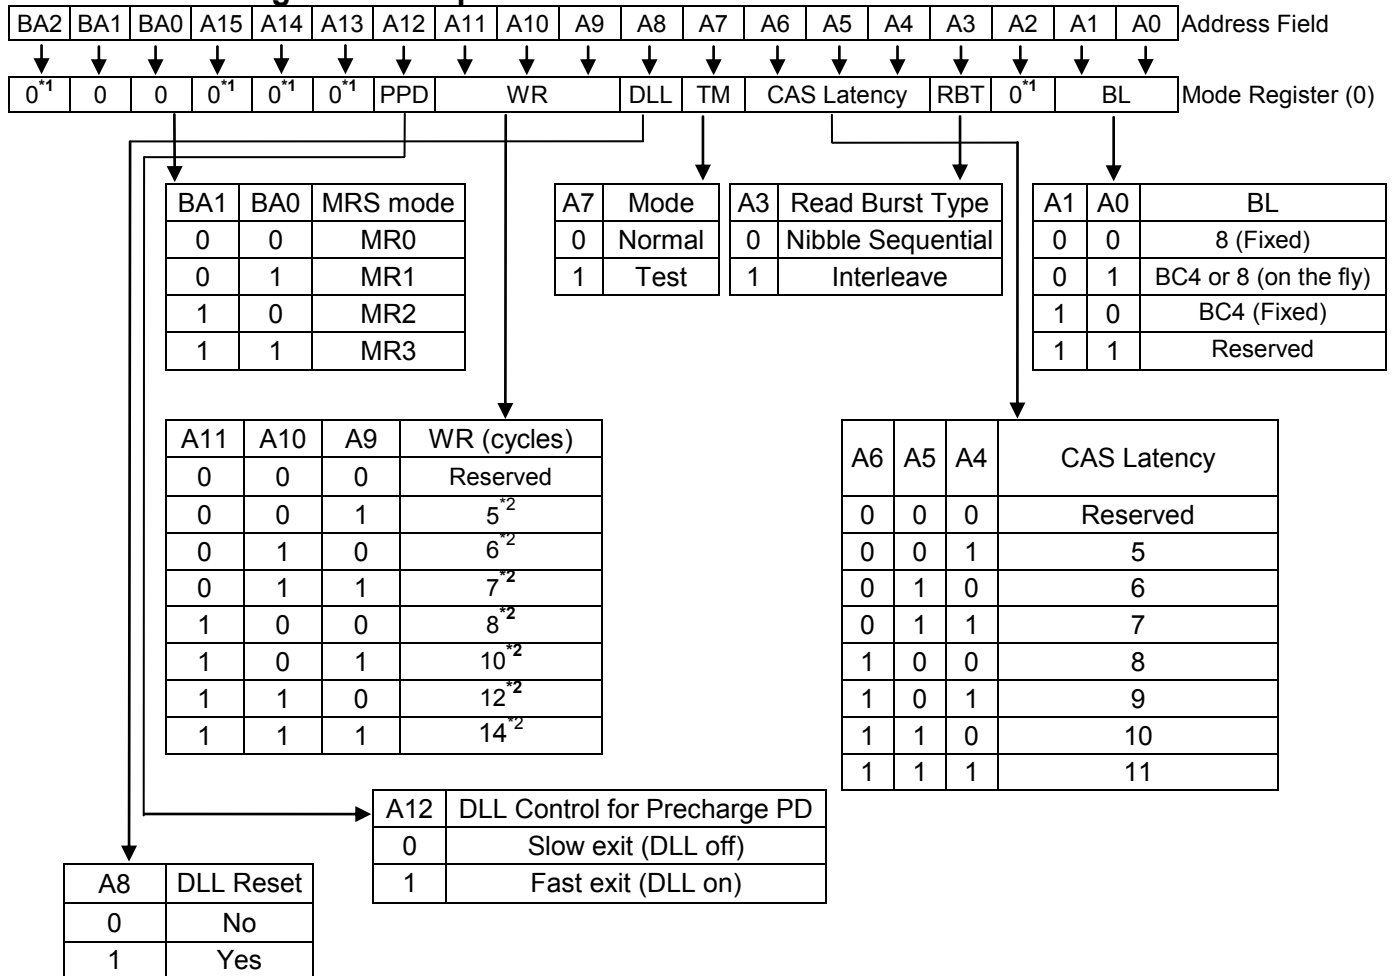 BA2 BA1 BA0 A15 A14 A13 A12 A11 A10 A9 A8 A7 A6 A5 A4 A3 A2 A1 A0 Address Field
0*1 0 0 0*1 0*1 0*1 PPD WR DLL TM CAS Latency RBT 0*1 BL Mode Register (0)
BA1 BA0 MRS mode
0 0 MR0
0 1 MR1
1 0 MR2
1 1 MR3
A7 Mode
0 Normal
1 Test
A3 Read Burst Type
0 Nibble Sequential
1 Interleave
A1 A0 BL
0 0 8 (Fixed)
0 1 BC4 or 8 (on the fly)
1 0 BC4 (Fixed)
1 1 Reserved
A11 A10 A9 WR (cycles)
0 0 0 Reserved
0 0 1 5*2
0 1 0 6*2
0 1 1 7*2
1 0 0 8*2
1 0 1 10*2
1 1 0 12*2
1 1 1 14*2
A6 A5 A4 CAS Latency
0 0 0 Reserved
0 0 1 5
0 1 0 6
0 1 1 7
1 0 0 8
1 0 1 9
1 1 0 10
1 1 1 11
A12 DLL Control for Precharge PD
0 Slow exit (DLL off)
1 Fast exit (DLL on)
A8 DLL Reset
0 No
1 Yes